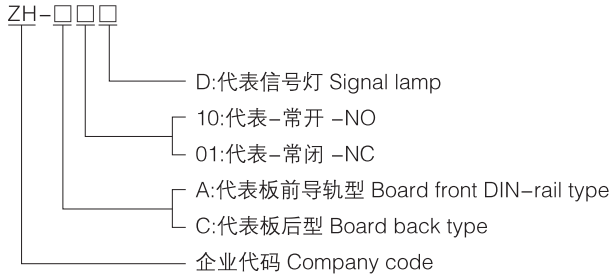 ZH-□□□
D:代表信号灯 Signal lamp
10:代表-常开 -NO
01:代表-常闭 -NC
A:代表板前导轨型 Board front DIN-rail type
C:代表板后型 Board back type
企业代码 Company code